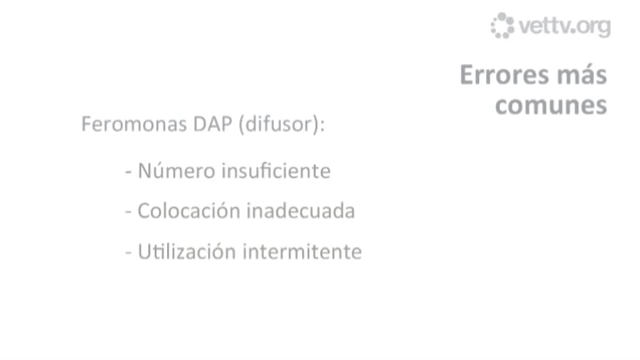 vettv.org
Errores más
comunes
Feromonas DAP (difusor):
- Número insuficiente
- Colocación inadecuada
- Utilización intermitente